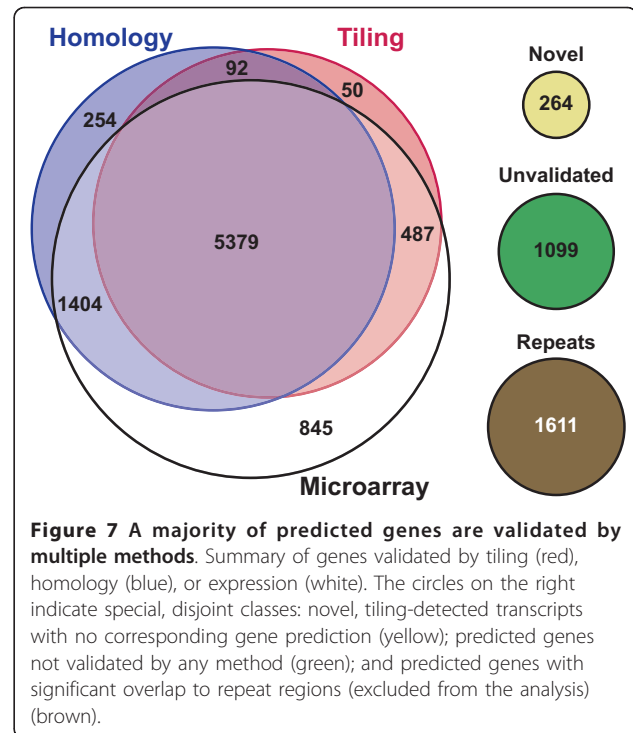 Homology
Tiling
92
50
254
5379
487
1404
845
Microarray
Novel
264
Unvalidated
1099
Repeats
1611
Figure 7 A majority of predicted genes are validated by
multiple methods. Summary of genes validated by tiling (red),
homology (blue), or expression (white). The circles on the right
indicate special, disjoint classes: novel, tiling-detected transcripts
with no corresponding gene prediction (yellow); predicted genes
not validated by any method (green); and predicted genes with
significant overlap to repeat regions (excluded from the analysis)
(brown).